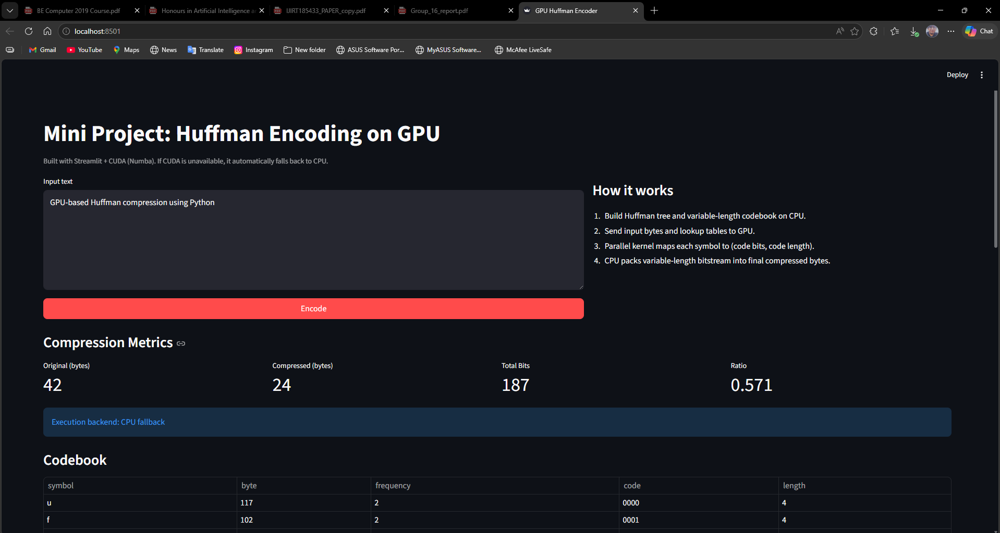 BE Computer 2019 Course.pdf
Honours in Artificial Intelligence a
IJIRT185433_PAPER_copy.pdf
Group_16_report.pdf
GPU Huffman Encoder
localhost:8501
Chat
Gmail
YouTube
Maps
News
Translate
Instagram
New folder
ASUS Software Por...
MyASUS Software...
McAfee LiveSafe
Deploy
Mini Project: Huffman Encoding on GPU
Built with Streamlit + CUDA (Numba). If CUDA is unavailable, it automatically falls back to CPU.
Input text
GPU-based Huffman compression using Python
Encode
How it works
1. Build Huffman tree and variable-length codebook on CPU.
2. Send input bytes and lookup tables to GPU.
3. Parallel kernel maps each symbol to (code bits, code length).
4. CPU packs variable-length bitstream into final compressed bytes.
Compression Metrics
Original (bytes) Compressed (bytes) Total Bits Ratio
42 24 187 0.571
Execution backend: CPU fallback
Codebook
symbol byte frequency code length
u 117 2 0000 4
f 102 2 0001 4